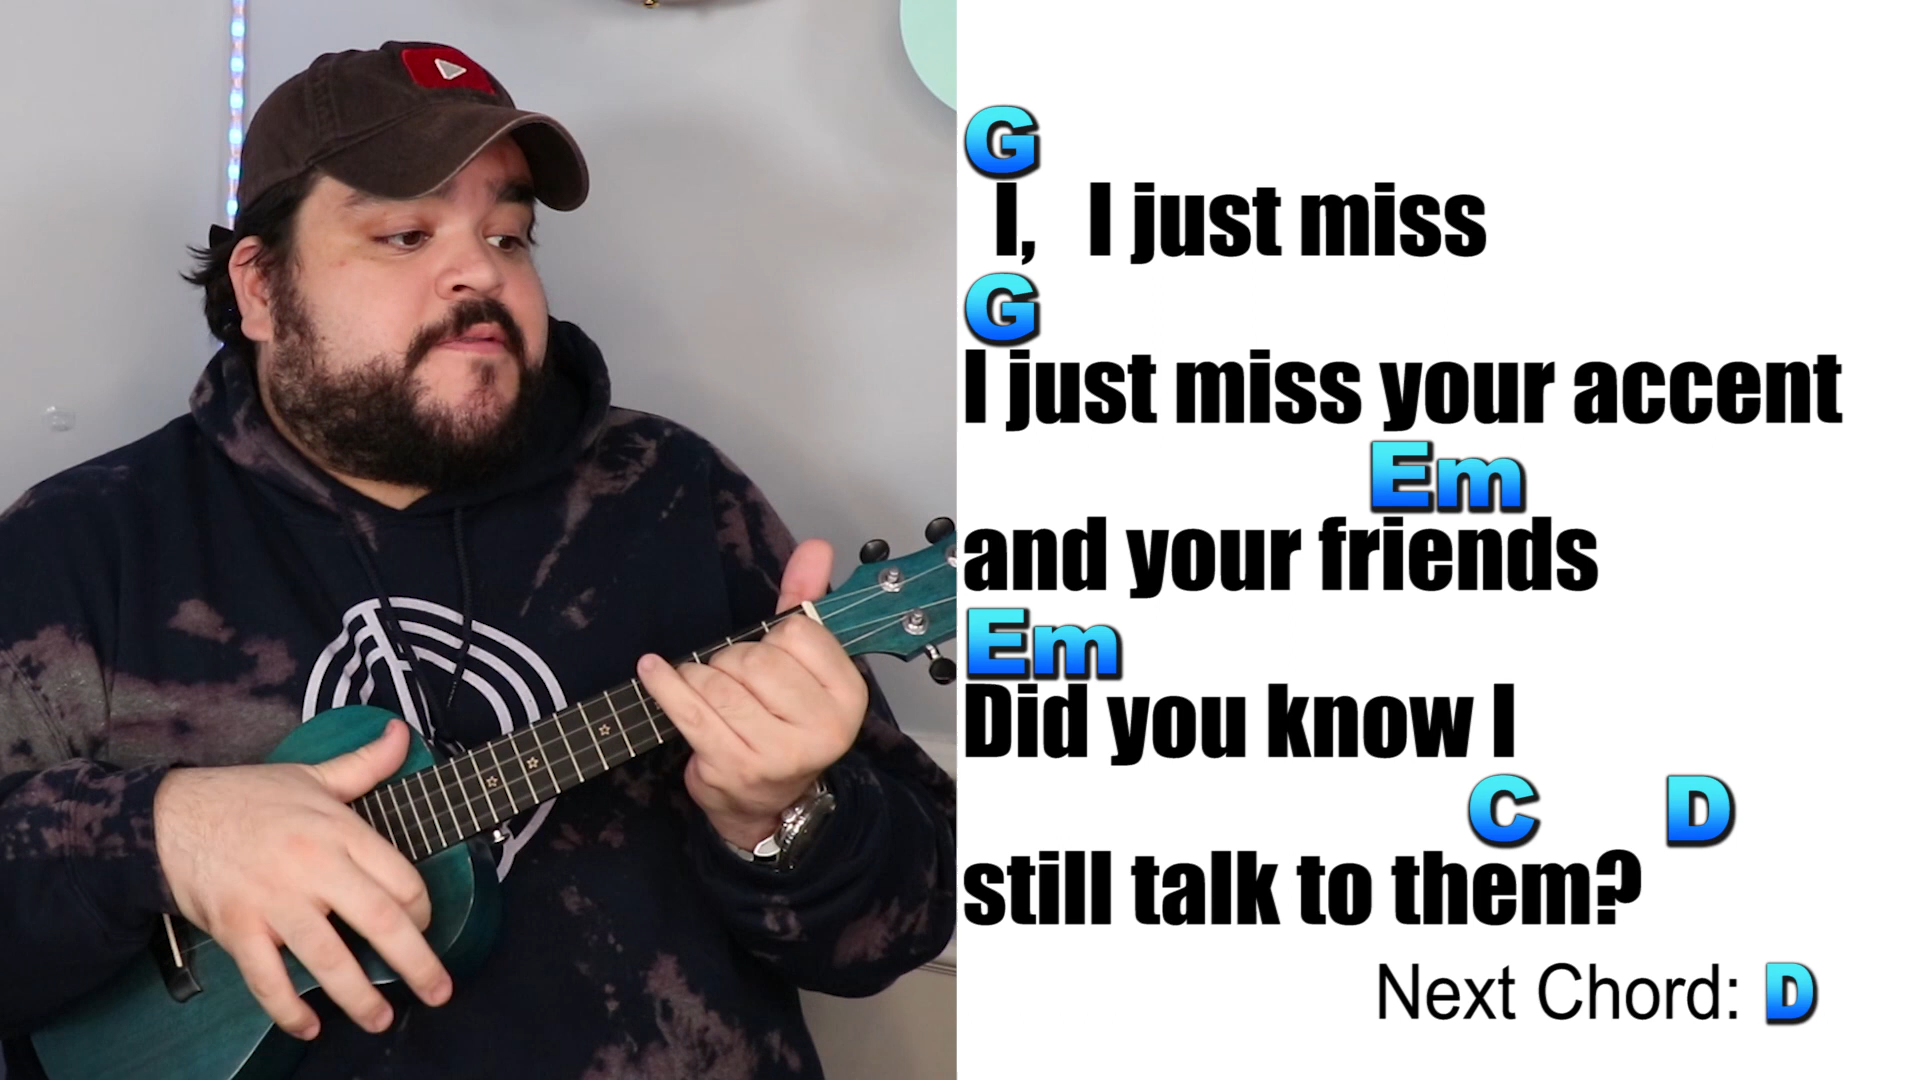 G
I, I just miss
G
I just miss your accent
Em
and your friends
Em
Did you know I
C D
still talk to them?
Next Chord: D